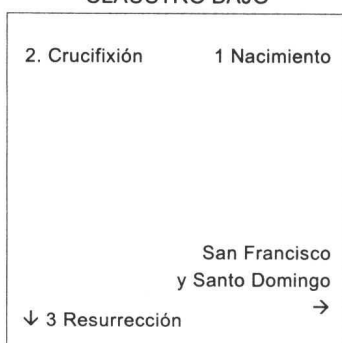 CLAUSTRO BAJO
2. Crucifixión 1 Nacimiento
San Francisco
y Santo Domingo
→
↓ 3 Resurrección